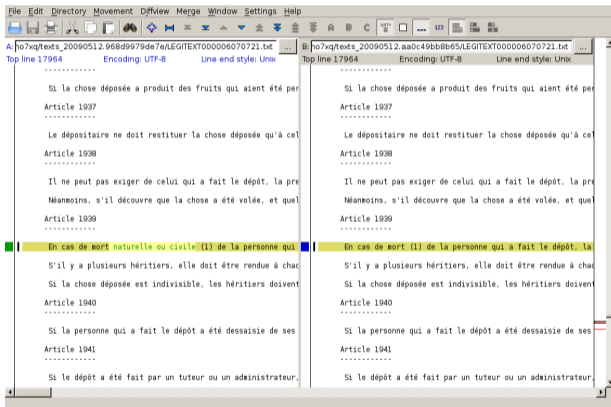 File Edit Directory Movement Diffview Merge Window Settings Help
A: ho7xq/texts_20090512.968d9979de7e/LEGITEXT000006070721.txt ...
B: ho7xq/texts_20090512.aa0c49bb8b65/LEGITEXT000006070721.txt ...
Top line 17964 Encoding: UTF-8 Line end style: Unix
Top line 17964 Encoding: UTF-8 Line end style: Unix
------------
Si la chose déposée a produit des fruits qui aient été per
Article 1937
------------
Le dépositaire ne doit restituer la chose déposée qu'à cel
Article 1938
------------
Il ne peut pas exiger de celui qui a fait le dépôt, la pre
Néanmoins, s'il découvre que la chose a été volée, et quel
Article 1939
------------
En cas de mort naturelle ou civile (1) de la personne qui
S'il y a plusieurs héritiers, elle doit être rendue à chac
Si la chose déposée est indivisible, les héritiers doivent
Article 1940
------------
Si la personne qui a fait le dépôt a été dessaisie de ses
Article 1941
------------
Si le dépôt a été fait par un tuteur ou un administrateur,
------------
Si la chose déposée a produit des fruits qui aient été per
Article 1937
------------
Le dépositaire ne doit restituer la chose déposée qu'à cel
Article 1938
------------
Il ne peut pas exiger de celui qui a fait le dépôt, la pre
Néanmoins, s'il découvre que la chose a été volée, et quel
Article 1939
------------
En cas de mort (1) de la personne qui a fait le dépôt, la
S'il y a plusieurs héritiers, elle doit être rendue à chac
Si la chose déposée est indivisible, les héritiers doivent
Article 1940
------------
Si la personne qui a fait le dépôt a été dessaisie de ses
Article 1941
------------
Si le dépôt a été fait par un tuteur ou un administrateur,